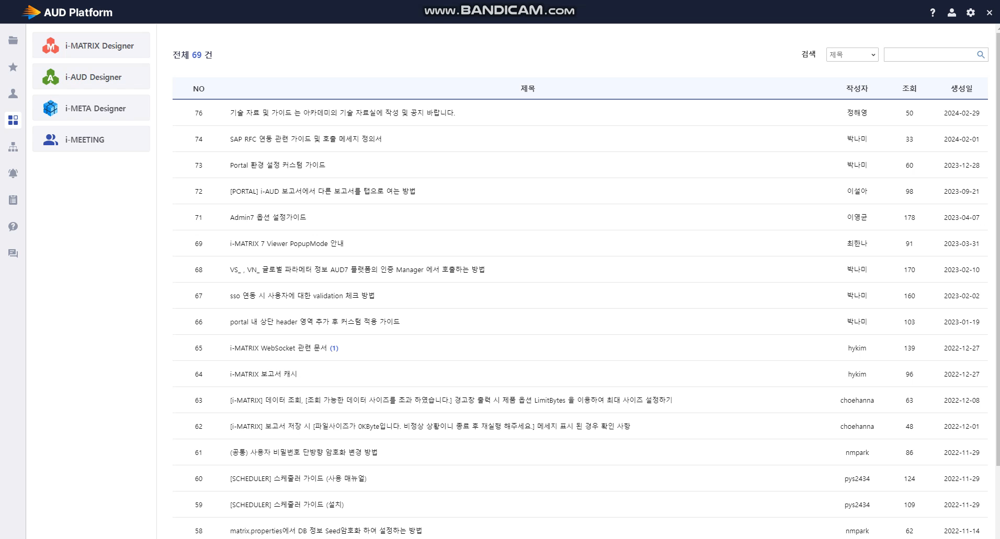 AUD Platform
www.BANDICAM.com
i-MATRIX Designer
i-AUD Designer
i-META Designer
i-MEETING
전체 69 건
검색 제목
NO 제목 작성자 조회 생성일
76 기술 자료 및 가이드 는 아카데미의 기술 자료실에 작성 및 공지 바랍니다. 정해영 50 2024-02-29
74 SAP RFC 연동 관련 가이드 및 호출 메세지 정의서 박나미 33 2024-02-01
73 Portal 환경 설정 커스텀 가이드 박나미 60 2023-12-28
72 [PORTAL] i-AUD 보고서에서 다른 보고서를 탭으로 여는 방법 이설아 98 2023-09-21
71 Admin7 옵션 설정가이드 이영균 178 2023-04-07
69 i-MATRIX 7 Viewer PopupMode 안내 최한나 91 2023-03-31
68 VS_ , VN_ 글로벌 파라메터 정보 AUD7 플랫폼의 인증 Manager 에서 호출하는 방법 박나미 170 2023-02-10
67 sso 연동 시 사용자에 대한 validation 체크 방법 박나미 160 2023-02-02
66 portal 내 상단 header 영역 추가 후 커스텀 적용 가이드 박나미 103 2023-01-19
65 i-MATRIX WebSocket 관련 문서 (1) hykim 139 2022-12-27
64 i-MATRIX 보고서 캐시 hykim 96 2022-12-27
63 [i-MATRIX] 데이터 조회, [조회 가능한 데이터 사이즈를 초과 하였습니다.] 경고창 출력 시 제품 옵션 LimitBytes 을 이용하여 최대 사이즈 설정하기 choehanna 63 2022-12-08
62 [i-MATRIX] 보고서 저장 시 [파일사이즈가 0KByte입니다. 비정상 상황이니 종료 후 재실행 해주세요.] 메세지 표시 된 경우 확인 사항 choehanna 48 2022-12-01
61 (공통) 사용자 비밀번호 단방향 암호화 변경 방법 nmpark 86 2022-11-29
60 [SCHEDULER] 스케줄러 가이드 (사용 매뉴얼) pys2434 124 2022-11-29
59 [SCHEDULER] 스케줄러 가이드 (설치) pys2434 109 2022-11-29
58 matrix.properties에서 DB 정보 Seed암호화 하여 설정하는 방법 nmpark 62 2022-11-14